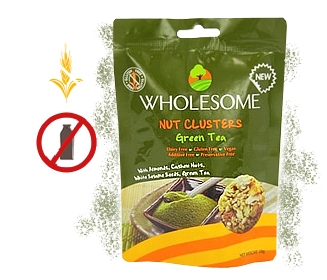 NEW
WHOLESOME
NUT CLUSTERS
Green Tea
Dairy Free • Gluten Free • Vegan
Additive Free • Preservative Free
With Almonds, Cashew Nuts,
White Sesame Seeds, Green Tea